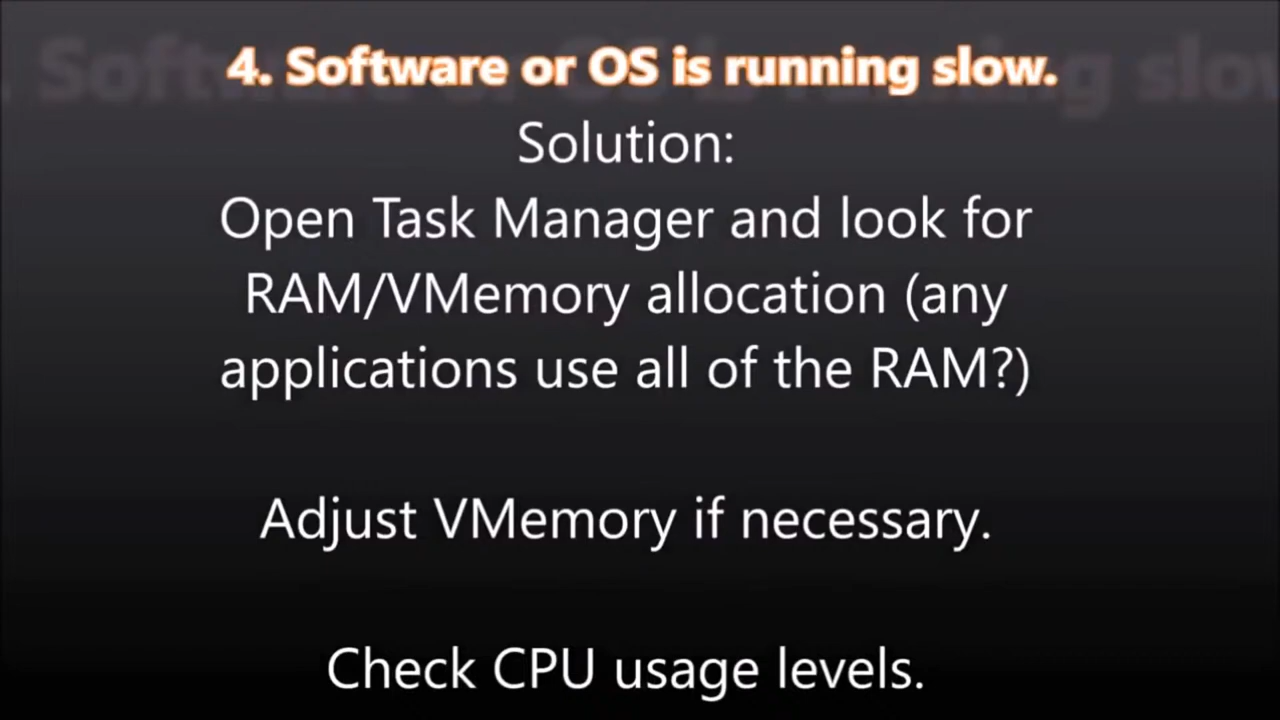 4. Software or OS is running slow.
Solution:
Open Task Manager and look for
RAM/VMemory allocation (any
applications use all of the RAM?)
Adjust VMemory if necessary.
Check CPU usage levels.